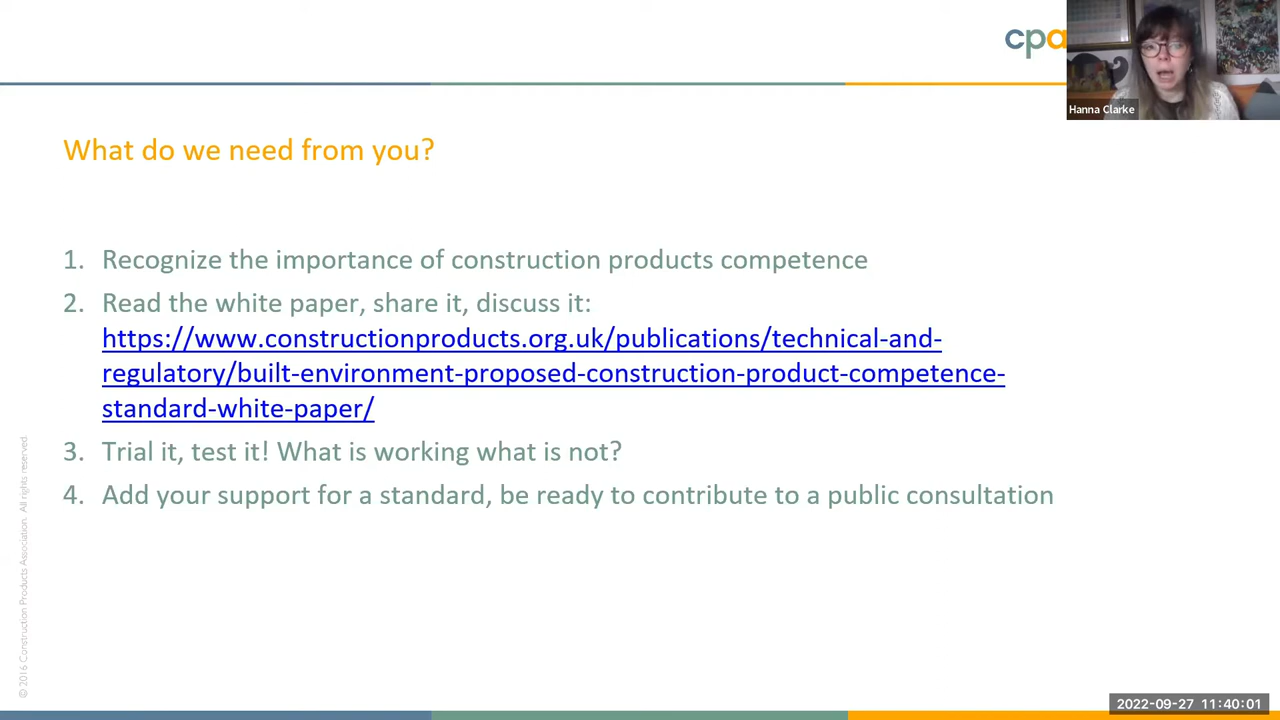 cpa
Hanna Clarke
What do we need from you?
1. Recognize the importance of construction products competence
2. Read the white paper, share it, discuss it:
https://www.constructionproducts.org.uk/publications/technical-and-
regulatory/built-environment-proposed-construction-product-competence-
standard-white-paper/
3. Trial it, test it! What is working what is not?
4. Add your support for a standard, be ready to contribute to a public consultation
© 2016 Construction Products Association. All rights reserved.
2022-09-27 11:40:01